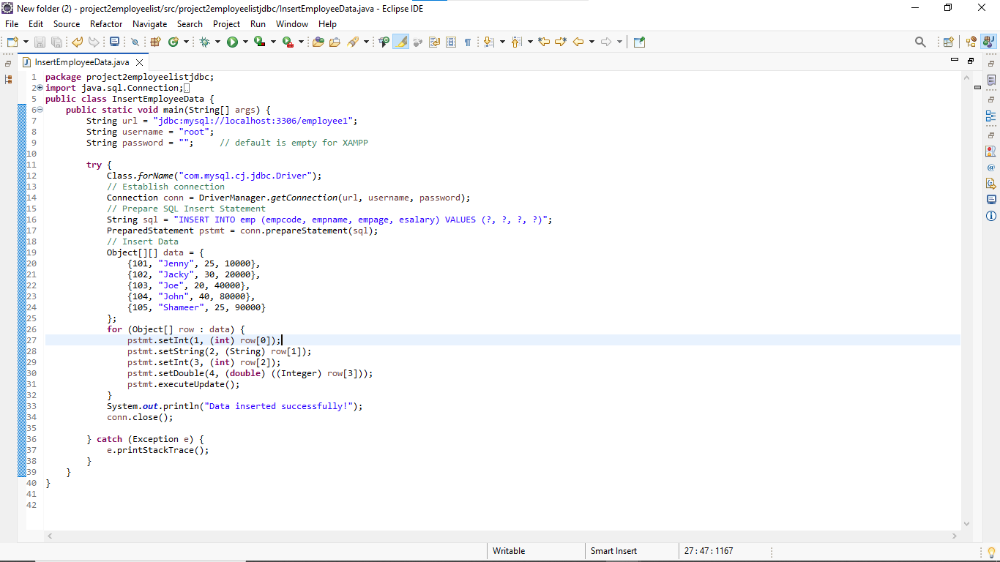 New folder (2) - project2employeelist/src/project2employeelistjdbc/InsertEmployeeData.java - Eclipse IDE
File Edit Source Refactor Navigate Search Project Run Window Help
InsertEmployeeData.java
1 package project2employeelistjdbc;
2 import java.sql.Connection;
5 public class InsertEmployeeData {
6 public static void main(String[] args) {
7 String url = "jdbc:mysql://localhost:3306/employee1";
8 String username = "root";
9 String password = ""; // default is empty for XAMPP
10
11 try {
12 Class.forName("com.mysql.cj.jdbc.Driver");
13 // Establish connection
14 Connection conn = DriverManager.getConnection(url, username, password);
15 // Prepare SQL Insert Statement
16 String sql = "INSERT INTO emp (empcode, empname, empage, esalary) VALUES (?, ?, ?, ?)";
17 PreparedStatement pstmt = conn.prepareStatement(sql);
18 // Insert Data
19 Object[][] data = {
20 {101, "Jenny", 25, 10000},
21 {102, "Jacky", 30, 20000},
22 {103, "Joe", 20, 40000},
23 {104, "John", 40, 80000},
24 {105, "Shameer", 25, 90000}
25 };
26 for (Object[] row : data) {
27 pstmt.setInt(1, (int) row[0]);
28 pstmt.setString(2, (String) row[1]);
29 pstmt.setInt(3, (int) row[2]);
30 pstmt.setDouble(4, (double) ((Integer) row[3]));
31 pstmt.executeUpdate();
32 }
33 System.out.println("Data inserted successfully!");
34 conn.close();
35
36 } catch (Exception e) {
37 e.printStackTrace();
38 }
39 }
40 }
41
42
Writable Smart Insert 27 : 47 : 1167